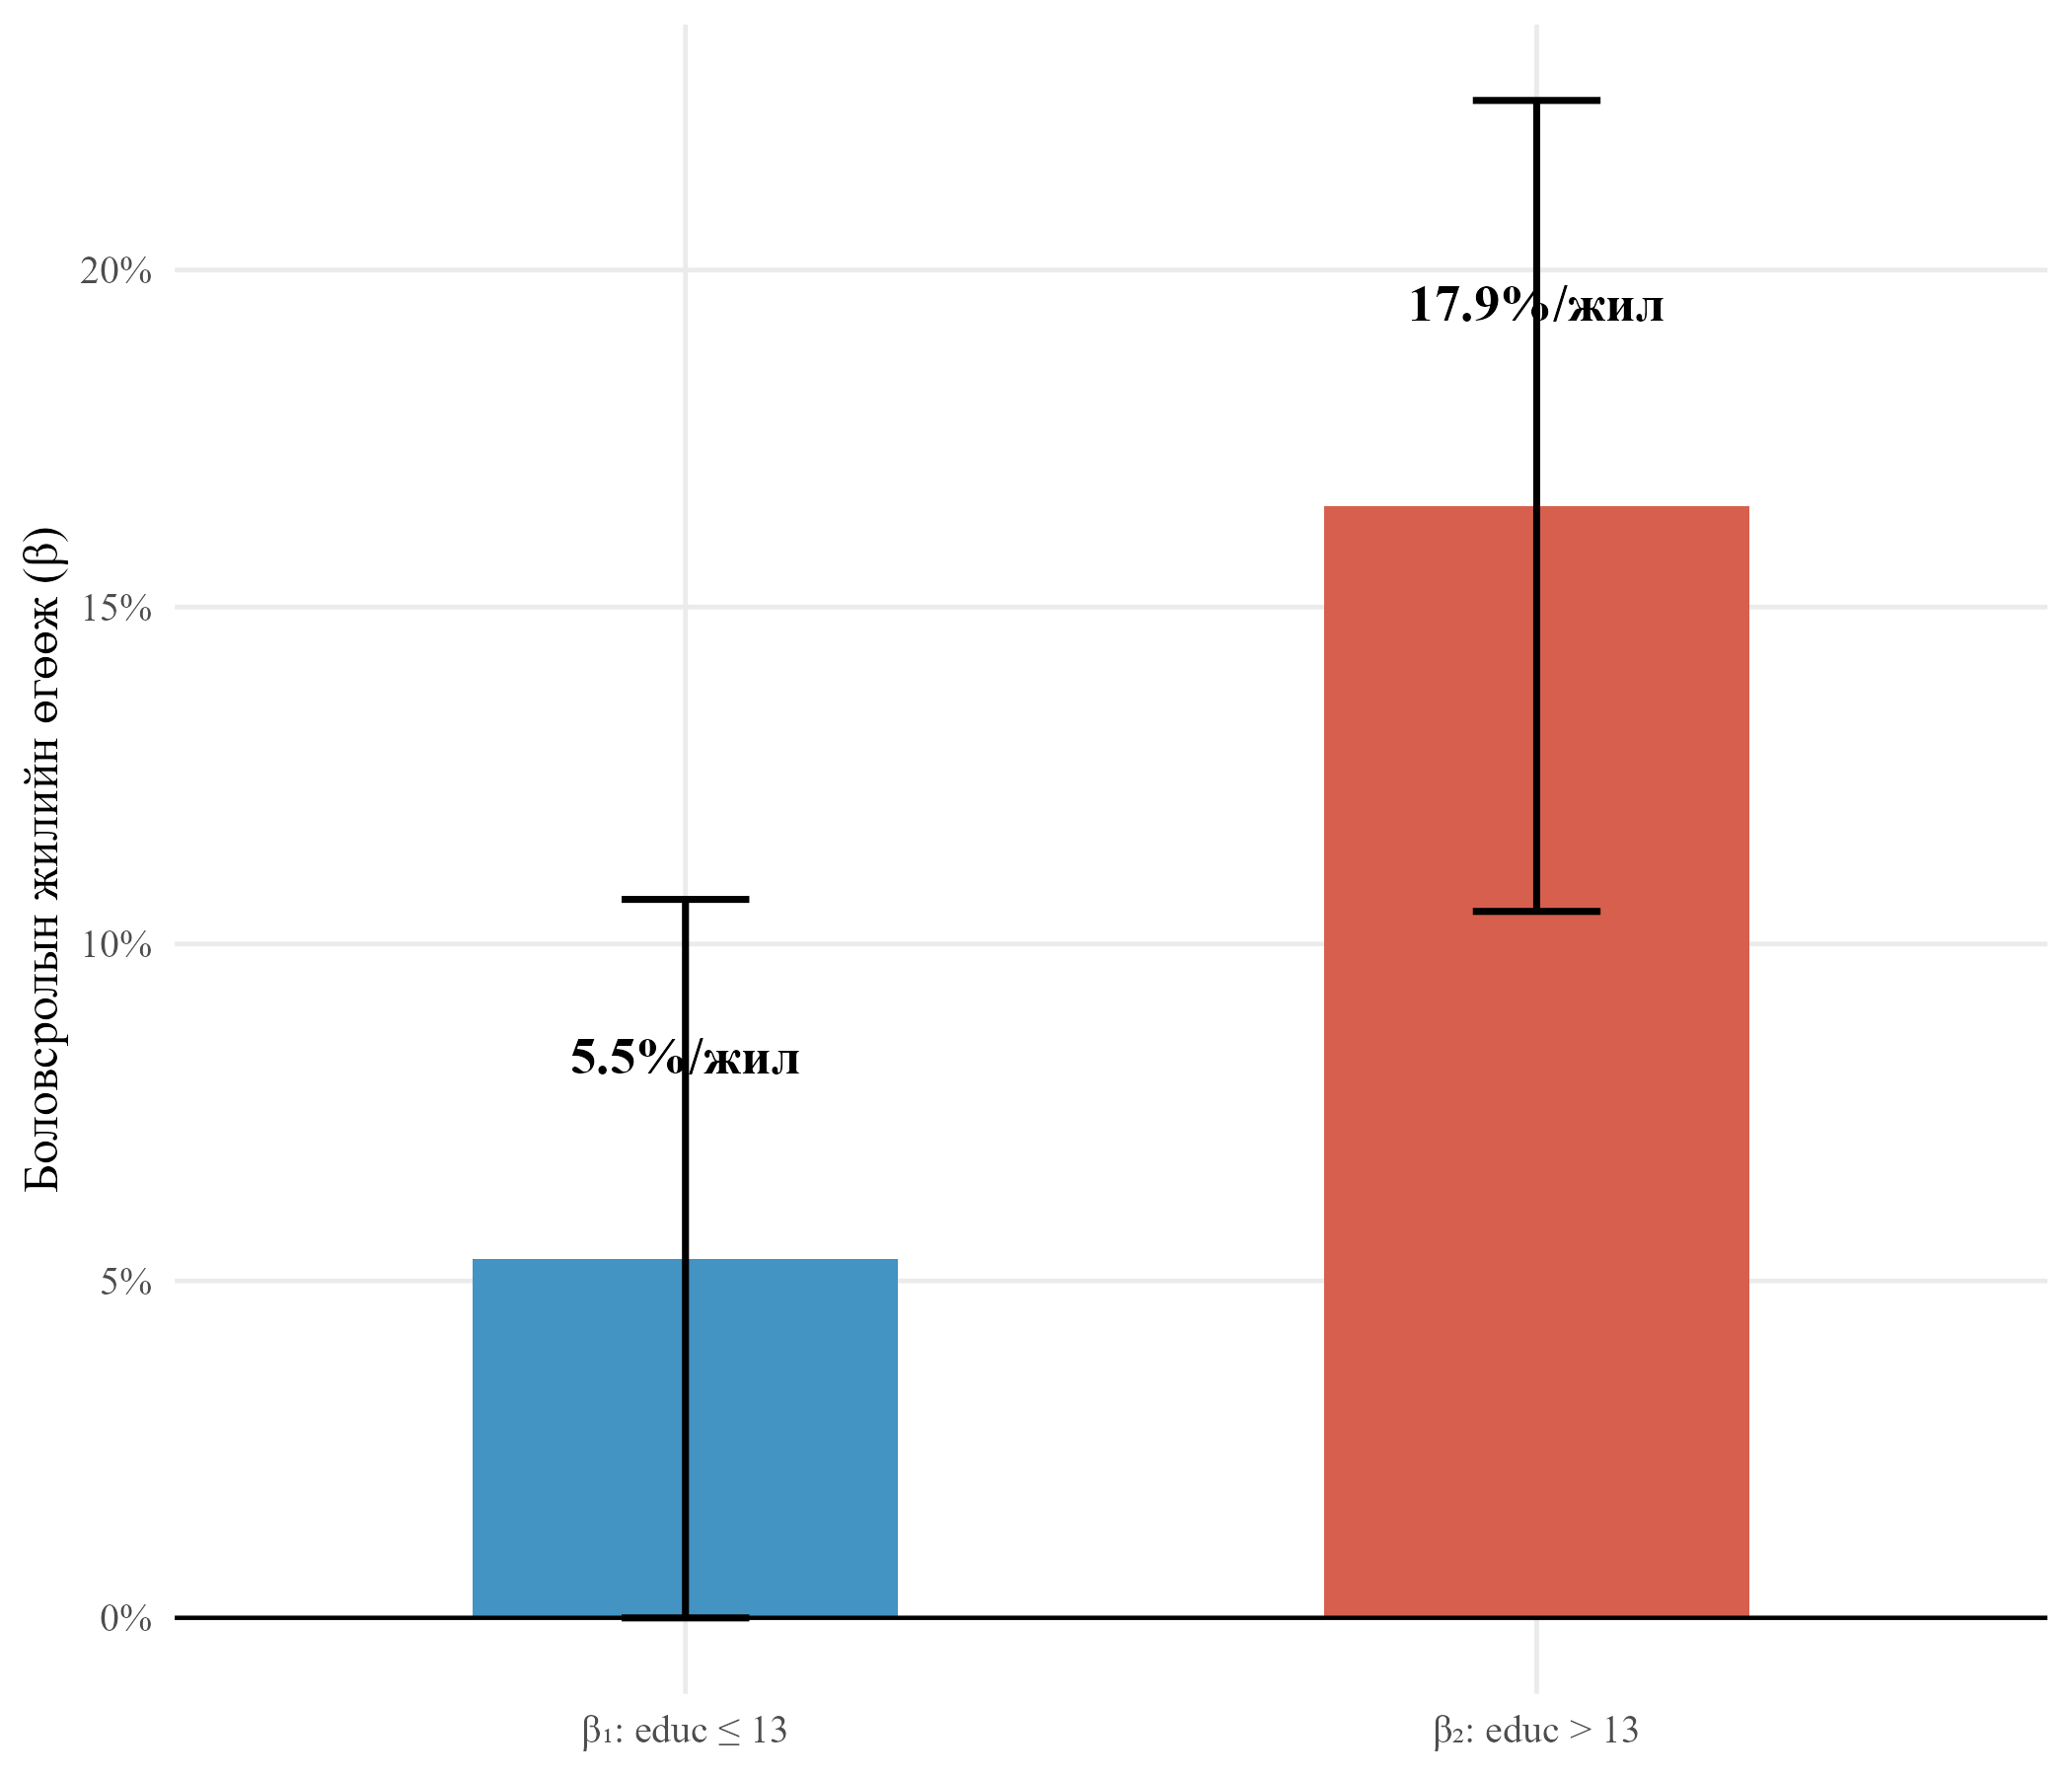 Боловсролын жилийн өгөөж (β)
20%
15%
10%
5%
0%
17.9%/жил
5.5%/жил
β₁: educ ≤ 13
β₂: educ > 13